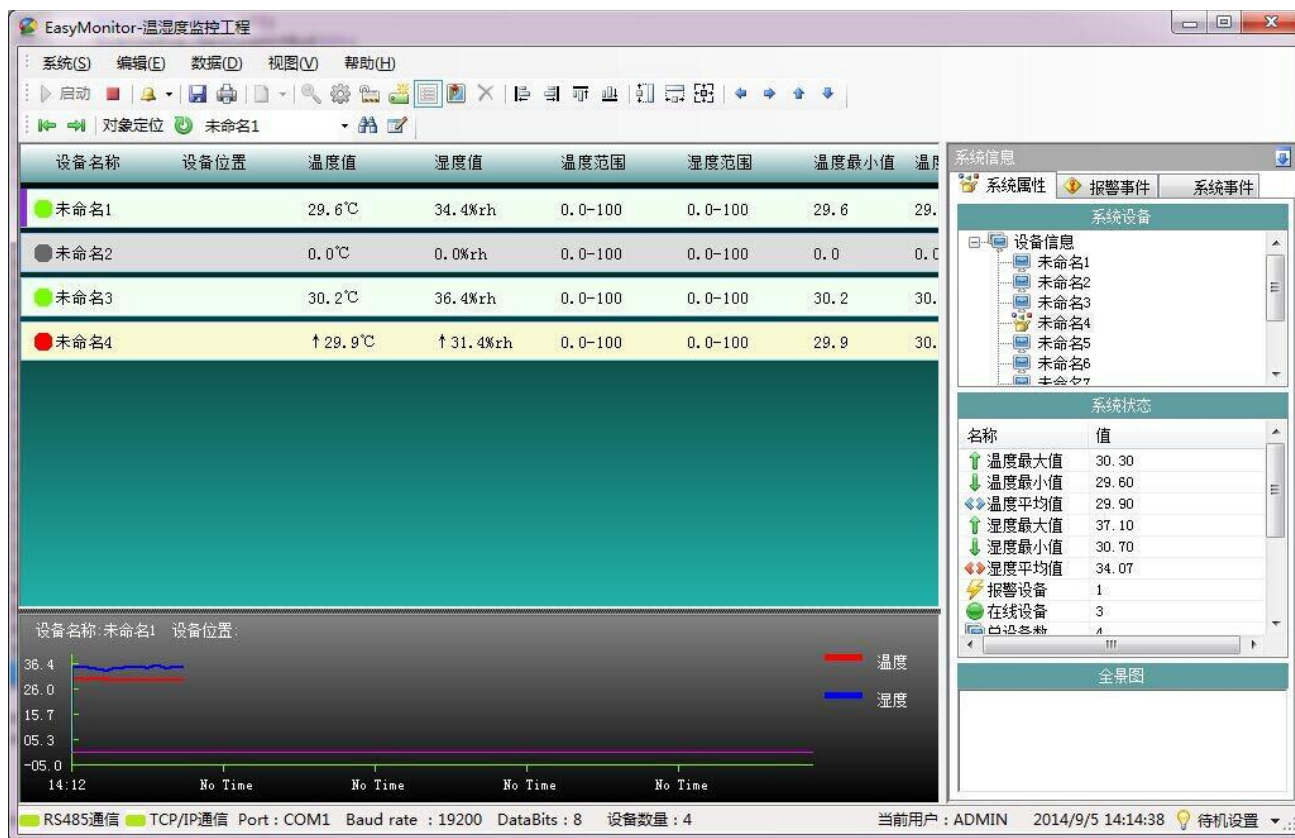 EasyMonitor-温湿度监控工程
系统(S) 编辑(E) 数据(D) 视图(V) 帮助(H)
启动
对象定位 未命名1
设备名称 设备位置 温度值 湿度值 温度范围 湿度范围 温度最小值
未命名1 29.6℃ 34.4%rh 0.0-100 0.0-100 29.6 29.
未命名2 0.0℃ 0.0%rh 0.0-100 0.0-100 0.0
未命名3 30.2℃ 36.4%rh 0.0-100 0.0-100 30.2 30.
未命名4 ↑29.9℃ ↑31.4%rh 0.0-100 0.0-100 29.9 30.
设备名称:未命名1 设备位置:
温度
湿度
36.4
26.0
15.7
05.3
-05.0
14:12 No Time No Time No Time No Time
系统信息
系统属性 报警事件 系统事件
系统设备
设备信息
未命名1
未命名2
未命名3
未命名4
未命名5
未命名6
未命名7
系统状态
名称 值
温度最大值 30.30
温度最小值 29.60
温度平均值 29.90
湿度最大值 37.10
湿度最小值 30.70
湿度平均值 34.07
报警设备 1
在线设备 3
总设备数 4
全景图
RS485通信 TCP/IP通信 Port:COM1 Baud rate :19200 DataBits:8 设备数量:4 当前用户:ADMIN 2014/9/5 14:14:38 待机设置